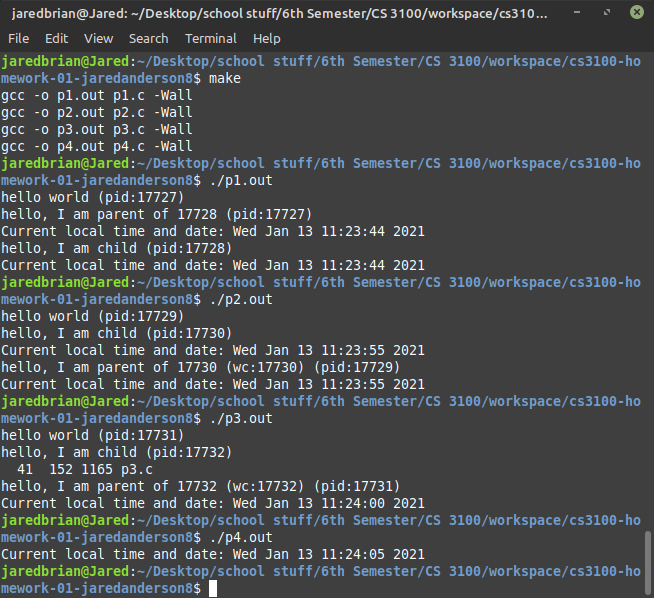 jaredbrian@Jared: ~/Desktop/school stuff/6th Semester/CS 3100/workspace/cs310...
File Edit View Search Terminal Help
jaredbrian@Jared:~/Desktop/school stuff/6th Semester/CS 3100/workspace/cs3100-ho
mework-01-jaredanderson8$ make
gcc -o p1.out p1.c -Wall
gcc -o p2.out p2.c -Wall
gcc -o p3.out p3.c -Wall
gcc -o p4.out p4.c -Wall
jaredbrian@Jared:~/Desktop/school stuff/6th Semester/CS 3100/workspace/cs3100-ho
mework-01-jaredanderson8$ ./p1.out
hello world (pid:17727)
hello, I am parent of 17728 (pid:17727)
Current local time and date: Wed Jan 13 11:23:44 2021
hello, I am child (pid:17728)
Current local time and date: Wed Jan 13 11:23:44 2021
jaredbrian@Jared:~/Desktop/school stuff/6th Semester/CS 3100/workspace/cs3100-ho
mework-01-jaredanderson8$ ./p2.out
hello world (pid:17729)
hello, I am child (pid:17730)
Current local time and date: Wed Jan 13 11:23:55 2021
hello, I am parent of 17730 (wc:17730) (pid:17729)
Current local time and date: Wed Jan 13 11:23:55 2021
jaredbrian@Jared:~/Desktop/school stuff/6th Semester/CS 3100/workspace/cs3100-ho
mework-01-jaredanderson8$ ./p3.out
hello world (pid:17731)
hello, I am child (pid:17732)
  41  152 1165 p3.c
hello, I am parent of 17732 (wc:17732) (pid:17731)
Current local time and date: Wed Jan 13 11:24:00 2021
jaredbrian@Jared:~/Desktop/school stuff/6th Semester/CS 3100/workspace/cs3100-ho
mework-01-jaredanderson8$ ./p4.out
Current local time and date: Wed Jan 13 11:24:05 2021
jaredbrian@Jared:~/Desktop/school stuff/6th Semester/CS 3100/workspace/cs3100-ho
mework-01-jaredanderson8$